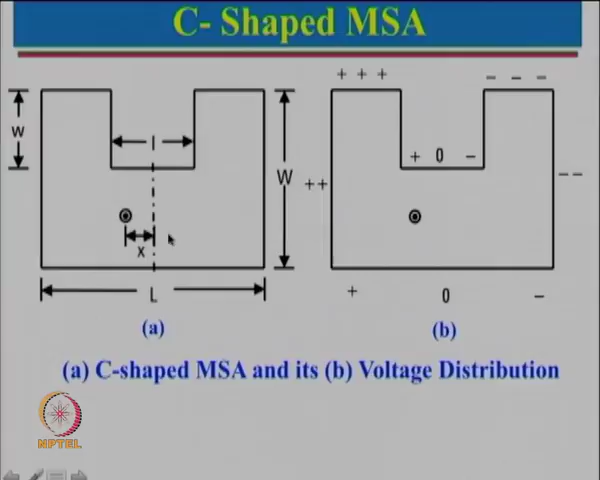 C- Shaped MSA
+ + +
_ _ _
w
l
W
+ 0 -
++
--
x
L
+ 0 -
(a)
(b)
(a) C-shaped MSA and its (b) Voltage Distribution
NPTEL